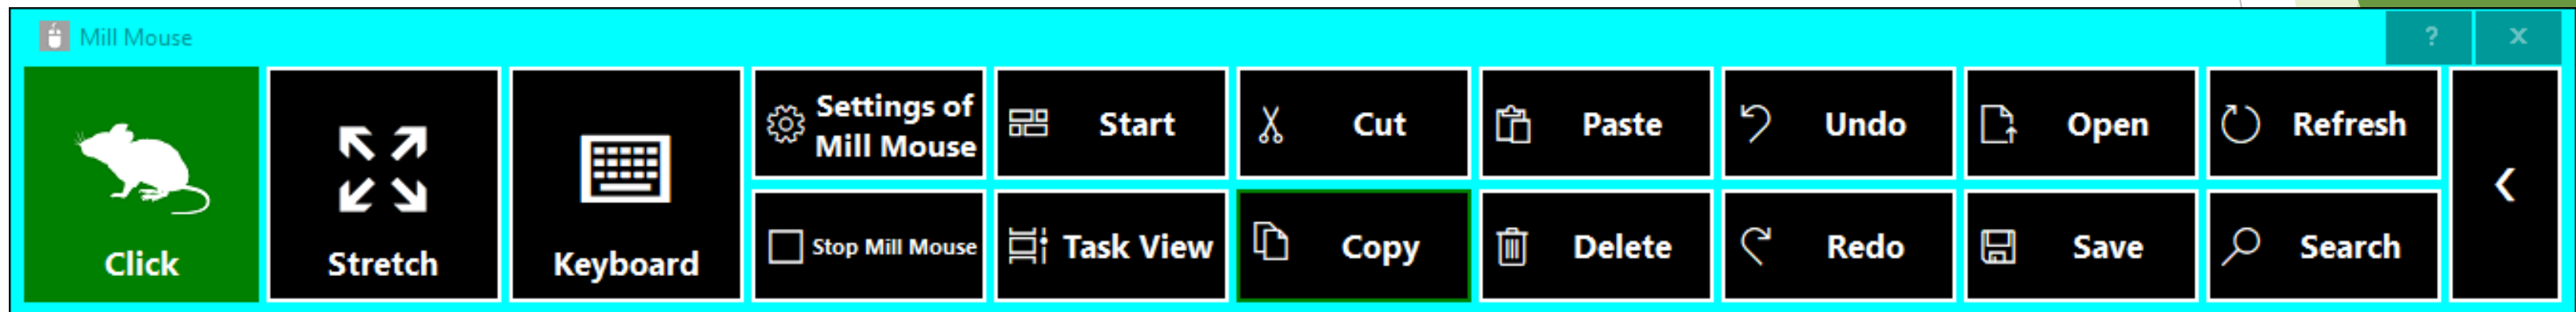 Mill Mouse
?
x
Click
Stretch
Keyboard
Settings of
Mill Mouse
Start
Cut
Paste
Undo
Open
Refresh
Stop Mill Mouse
Task View
Copy
Delete
Redo
Save
Search